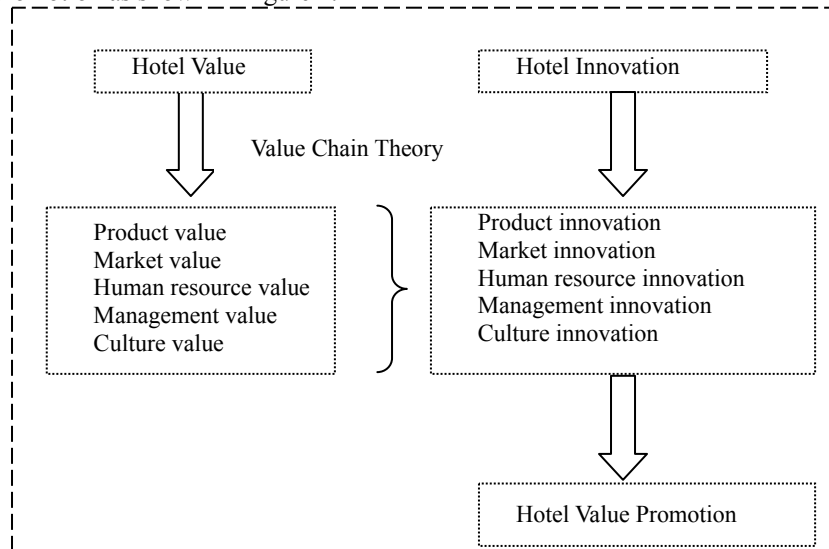 Hotel Value
Hotel Innovation
Value Chain Theory
Product value
Market value
Human resource value
Management value
Culture value
Product innovation
Market innovation
Human resource innovation
Management innovation
Culture innovation
Hotel Value Promotion